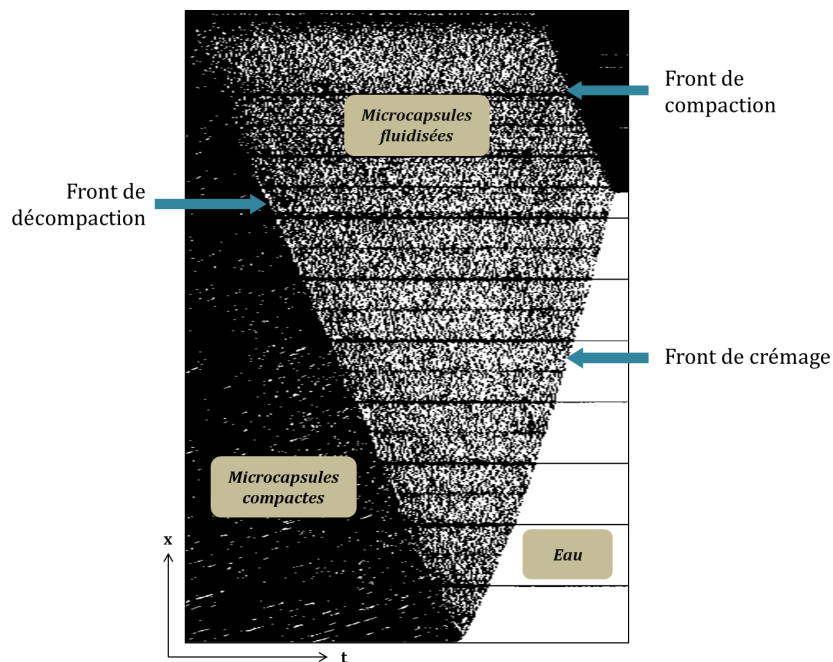 Front de
compaction
Microcapsules
fluidisées
Front de
décompaction
Front de crémage
Microcapsules
compactes
Eau
x
t